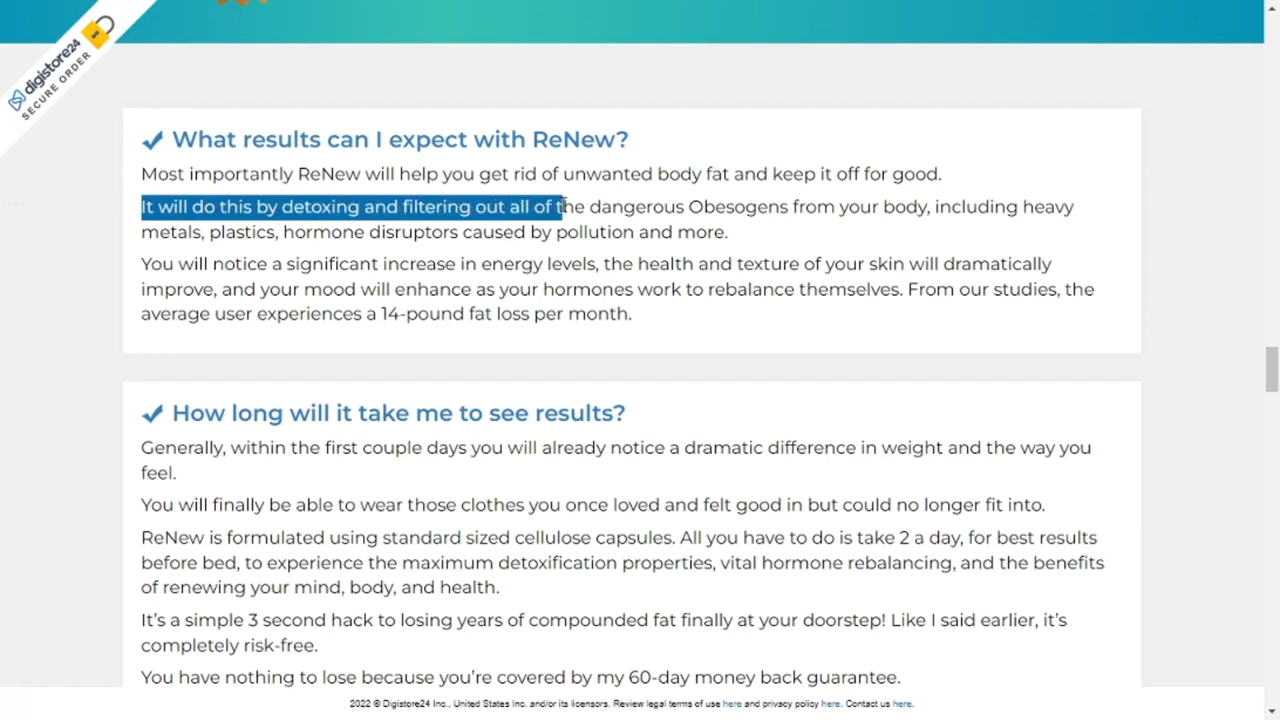 digistore24
SECURE ORDER
What results can I expect with ReNew?
Most importantly ReNew will help you get rid of unwanted body fat and keep it off for good.
It will do this by detoxing and filtering out all of the dangerous Obesogens from your body, including heavy
metals, plastics, hormone disruptors caused by pollution and more.
You will notice a significant increase in energy levels, the health and texture of your skin will dramatically
improve, and your mood will enhance as your hormones work to rebalance themselves. From our studies, the
average user experiences a 14-pound fat loss per month.
How long will it take me to see results?
Generally, within the first couple days you will already notice a dramatic difference in weight and the way you
feel.
You will finally be able to wear those clothes you once loved and felt good in but could no longer fit into.
ReNew is formulated using standard sized cellulose capsules. All you have to do is take 2 a day, for best results
before bed, to experience the maximum detoxification properties, vital hormone rebalancing, and the benefits
of renewing your mind, body, and health.
It's a simple 3 second hack to losing years of compounded fat finally at your doorstep! Like I said earlier, it's
completely risk-free.
You have nothing to lose because you're covered by my 60-day money back guarantee.
2022 © Digistore24 Inc., United States Inc. and/or its licensors. Review legal terms of use here and privacy policy here. Contact us here.